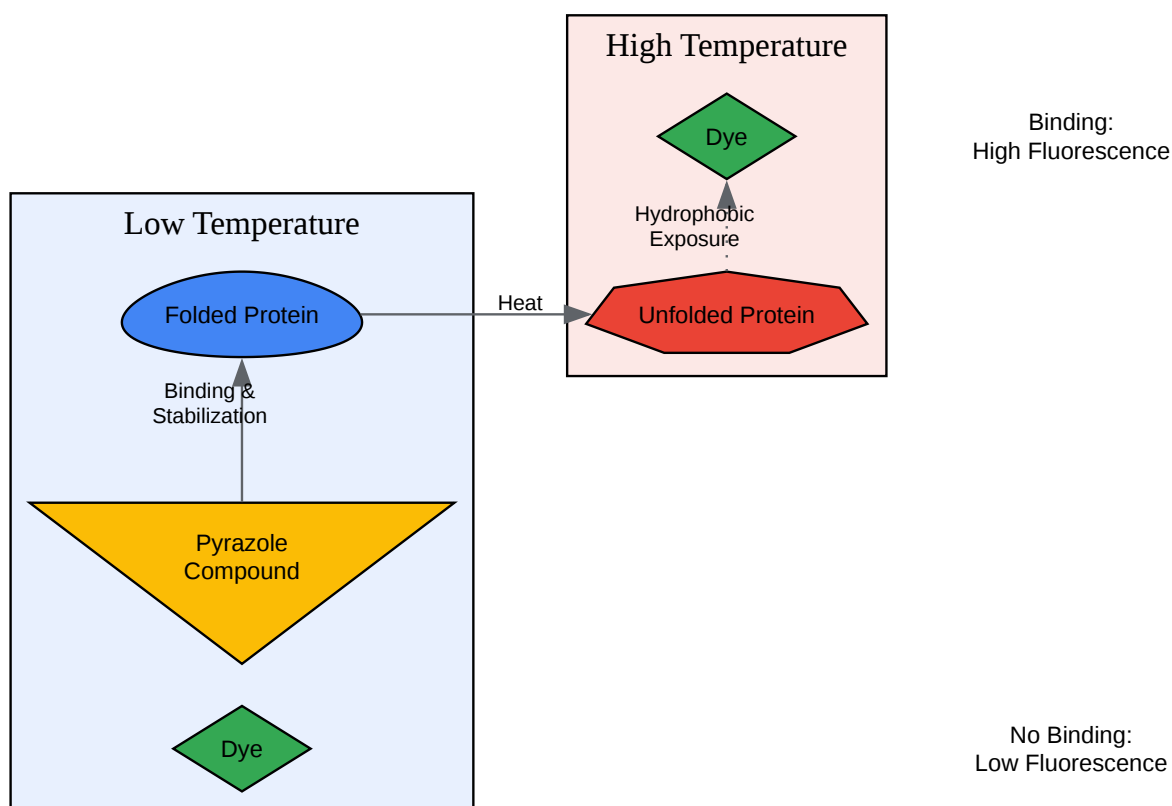 High Temperature
Dye
Binding:
High Fluorescence
Hydrophobic
Exposure
Low Temperature
Folded Protein
Heat
Unfolded Protein
Binding &
Stabilization
Pyrazole
Compound
Dye
No Binding:
Low Fluorescence